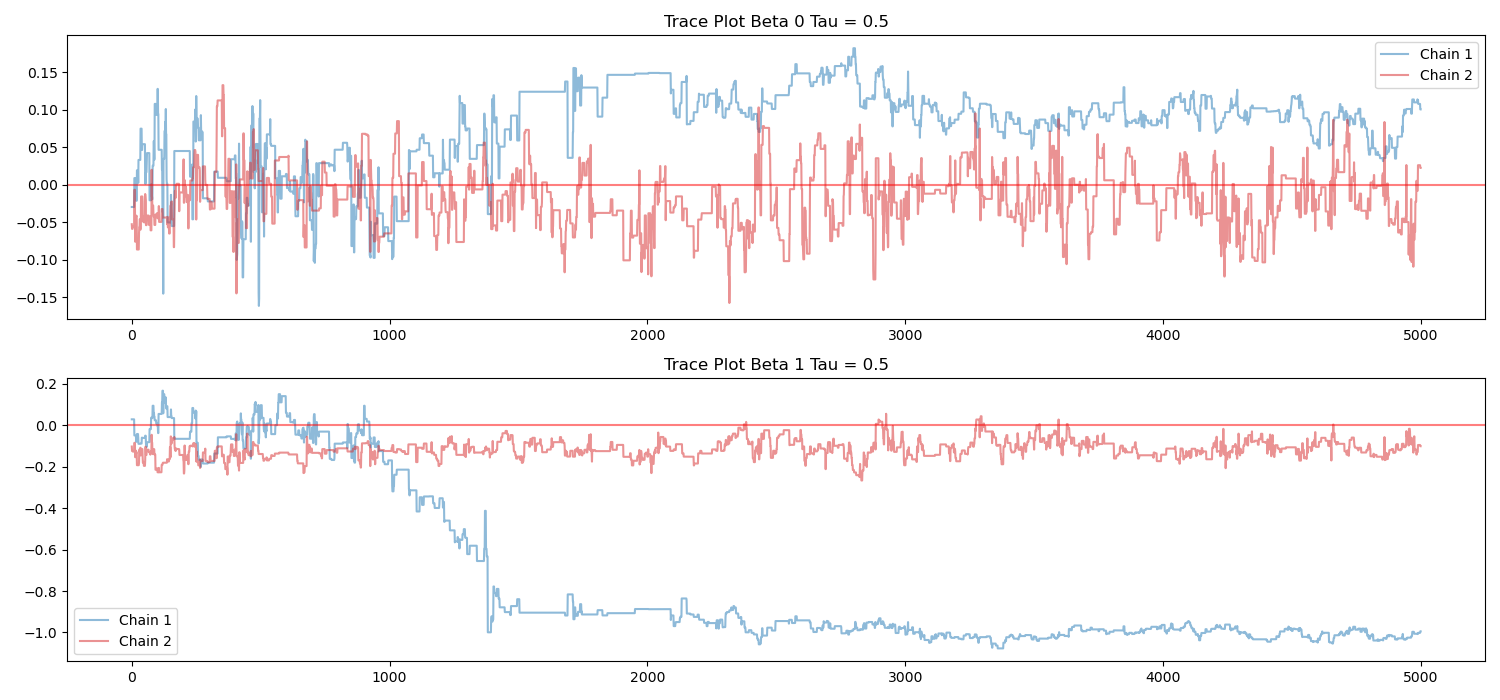 Trace Plot Beta 0 Tau = 0.5
0.15
0.10
0.05
0.00
−0.05
−0.10
−0.15
Chain 1
Chain 2
0 1000 2000 3000 4000 5000
Trace Plot Beta 1 Tau = 0.5
0.2
0.0
−0.2
−0.4
−0.6
−0.8
−1.0
Chain 1
Chain 2
0 1000 2000 3000 4000 5000